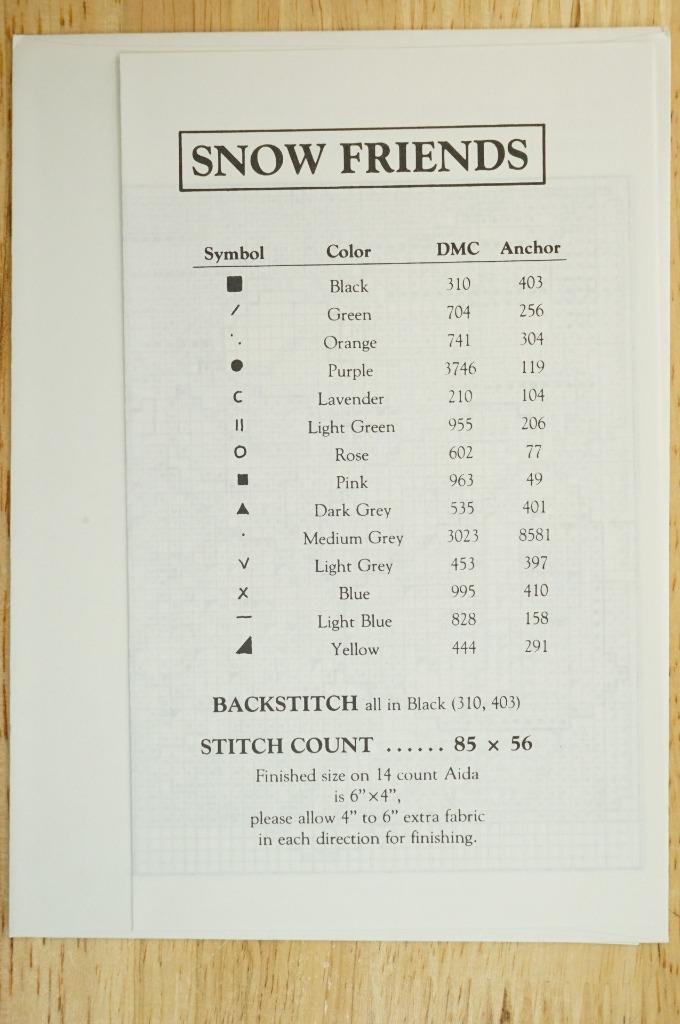 SNOW FRIENDS
Symbol Color DMC Anchor
■ Black 310 403
/ Green 704 256
⋱ Orange 741 304
● Purple 3746 119
C Lavender 210 104
II Light Green 955 206
O Rose 602 77
■ Pink 963 49
▲ Dark Grey 535 401
· Medium Grey 3023 8581
V Light Grey 453 397
X Blue 995 410
— Light Blue 828 158
◢ Yellow 444 291
BACKSTITCH all in Black (310, 403)
STITCH COUNT ...... 85 × 56
Finished size on 14 count Aida
is 6”×4”,
please allow 4” to 6” extra fabric
in each direction for finishing.